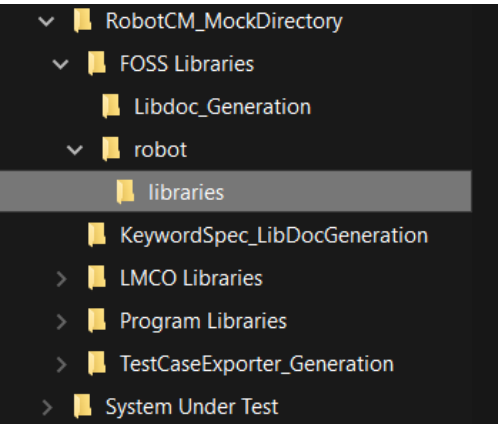 RobotCM_MockDirectory
FOSS Libraries
Libdoc_Generation
robot
libraries
KeywordSpec_LibDocGeneration
LMCO Libraries
Program Libraries
TestCaseExporter_Generation
System Under Test